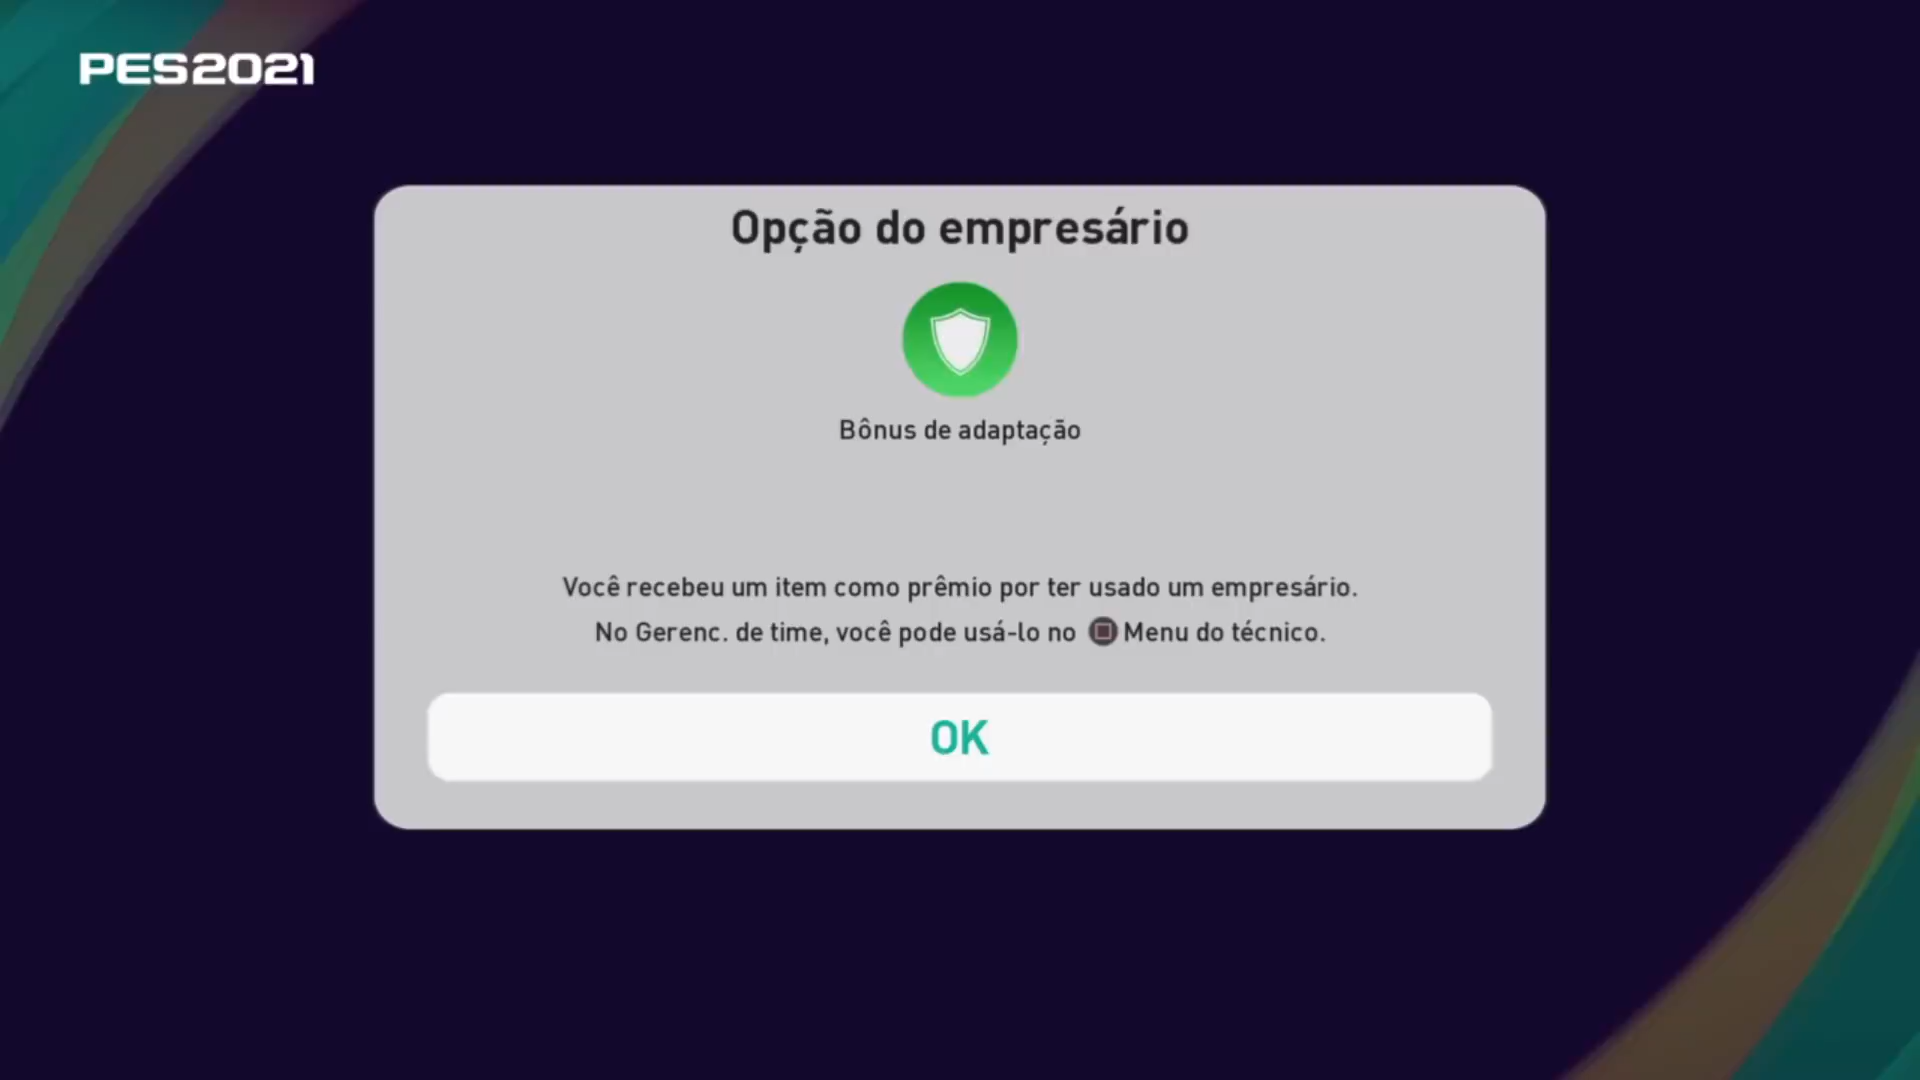 PES2021
Opção do empresário
Bônus de adaptação
Você recebeu um item como prêmio por ter usado um empresário.
No Gerenc. de time, você pode usá-lo no Menu do técnico.
OK